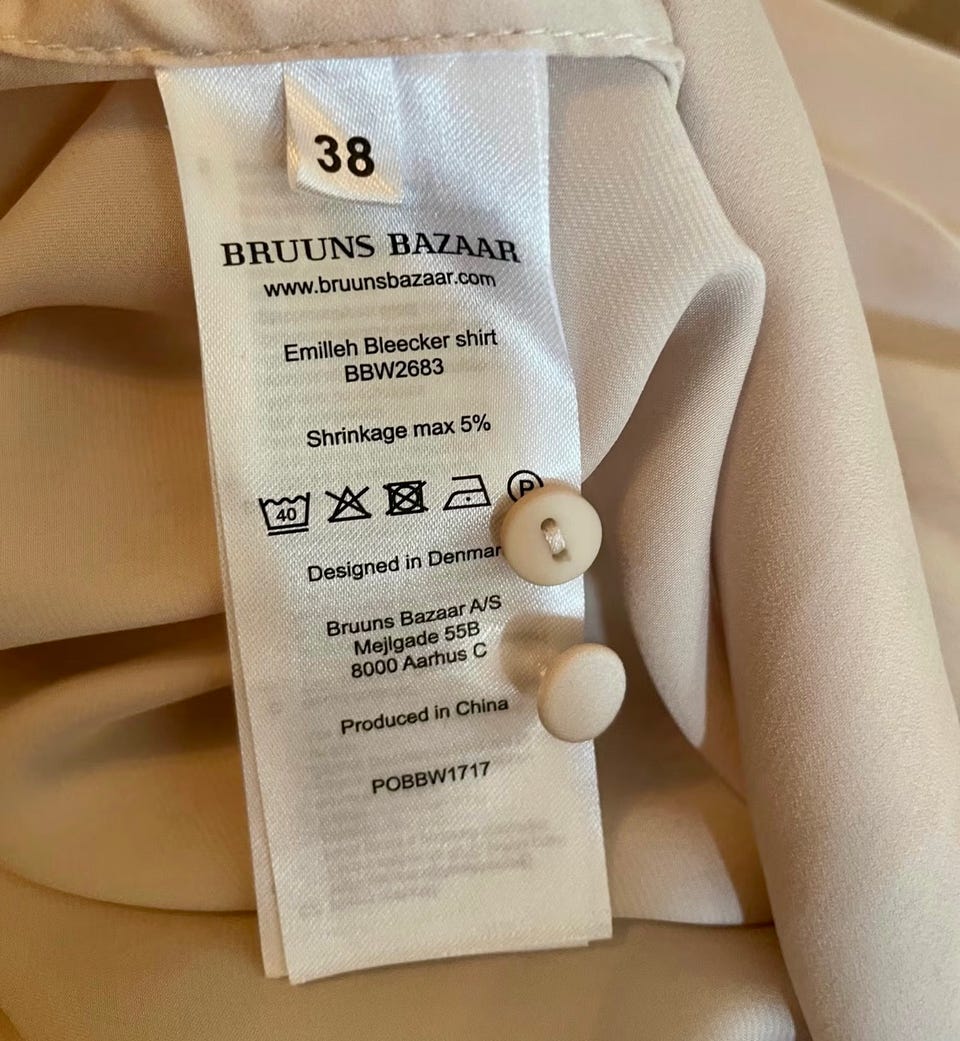 38
BRUUNS BAZAAR
www.bruunsbazaar.com
Emilleh Bleecker shirt
BBW2683
Shrinkage max 5%
40 P
Designed in Denmar
Bruuns Bazaar A/S
Mejlgade 55B
8000 Aarhus C
Produced in China
POBBW1717